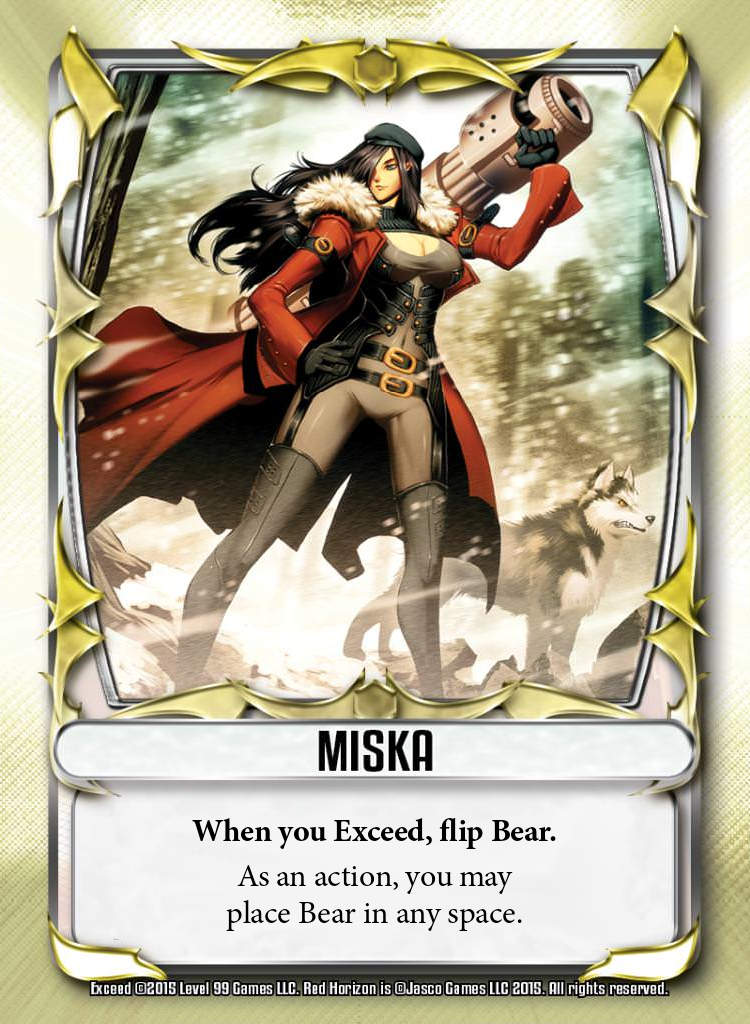 MISKA
When you Exceed, flip Bear.
As an action, you may
place Bear in any space.
Exceed ©2015 Level 99 Games LLC. Red Horizon is ©Jasco Games LLC 2015. All rights reserved.